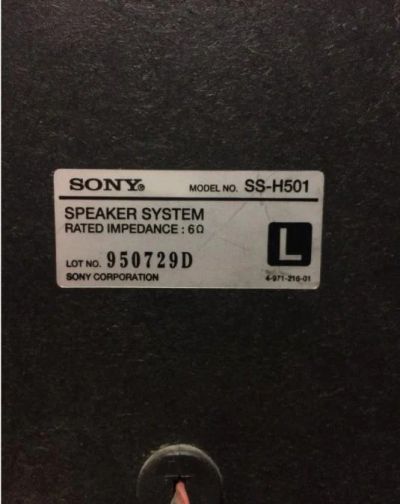 SONY®
MODEL NO. SS-H501
SPEAKER SYSTEM
RATED IMPEDANCE : 6Ω
L
LOT NO. 950729D
SONY CORPORATION
4-971-216-01